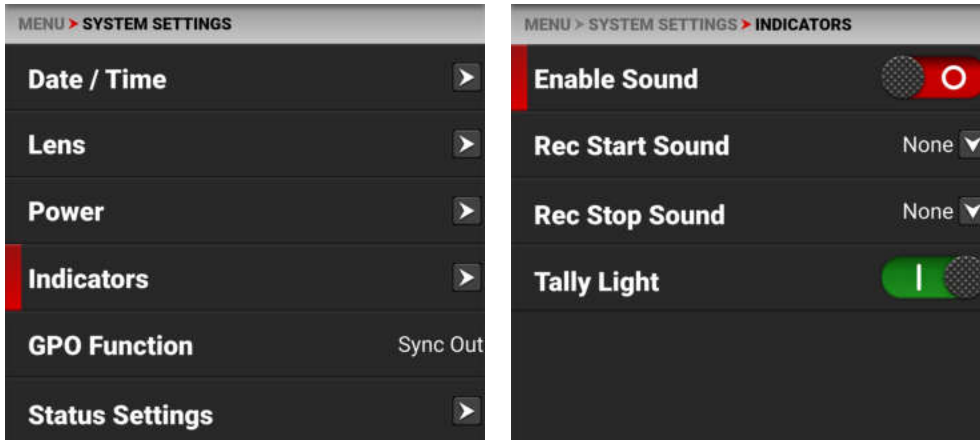 MENU > SYSTEM SETTINGS
Date / Time
Lens
Power
Indicators
GPO Function Sync Out
Status Settings
MENU > SYSTEM SETTINGS > INDICATORS
Enable Sound
Rec Start Sound None
Rec Stop Sound None
Tally Light